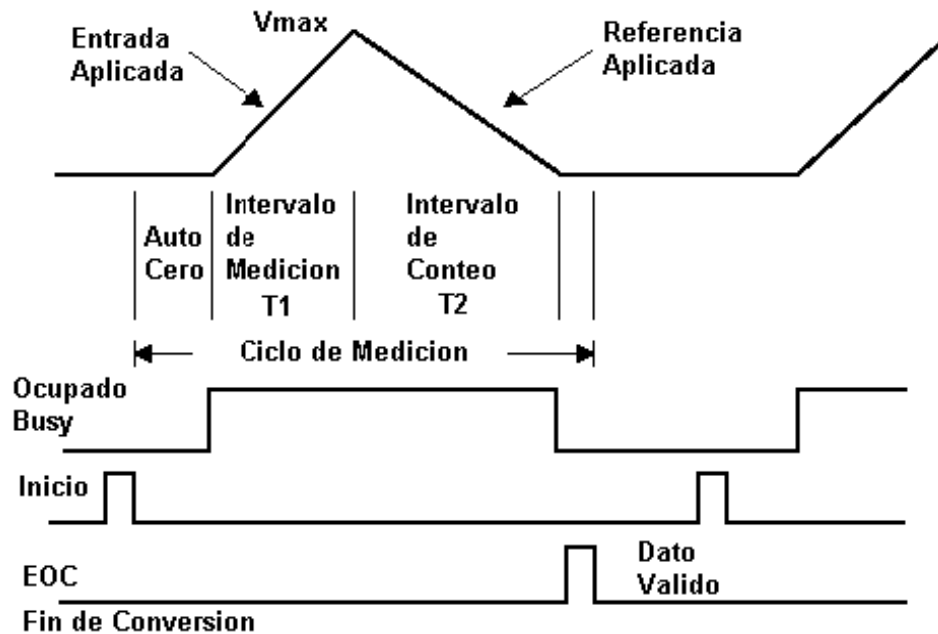 Vmax
Entrada
Aplicada
Referencia
Aplicada
Auto
Cero
Intervalo
de
Medicion
T1
Intervalo
de
Conteo
T2
Ciclo de Medicion
Ocupado
Busy
Inicio
EOC
Dato
Valido
Fin de Conversion